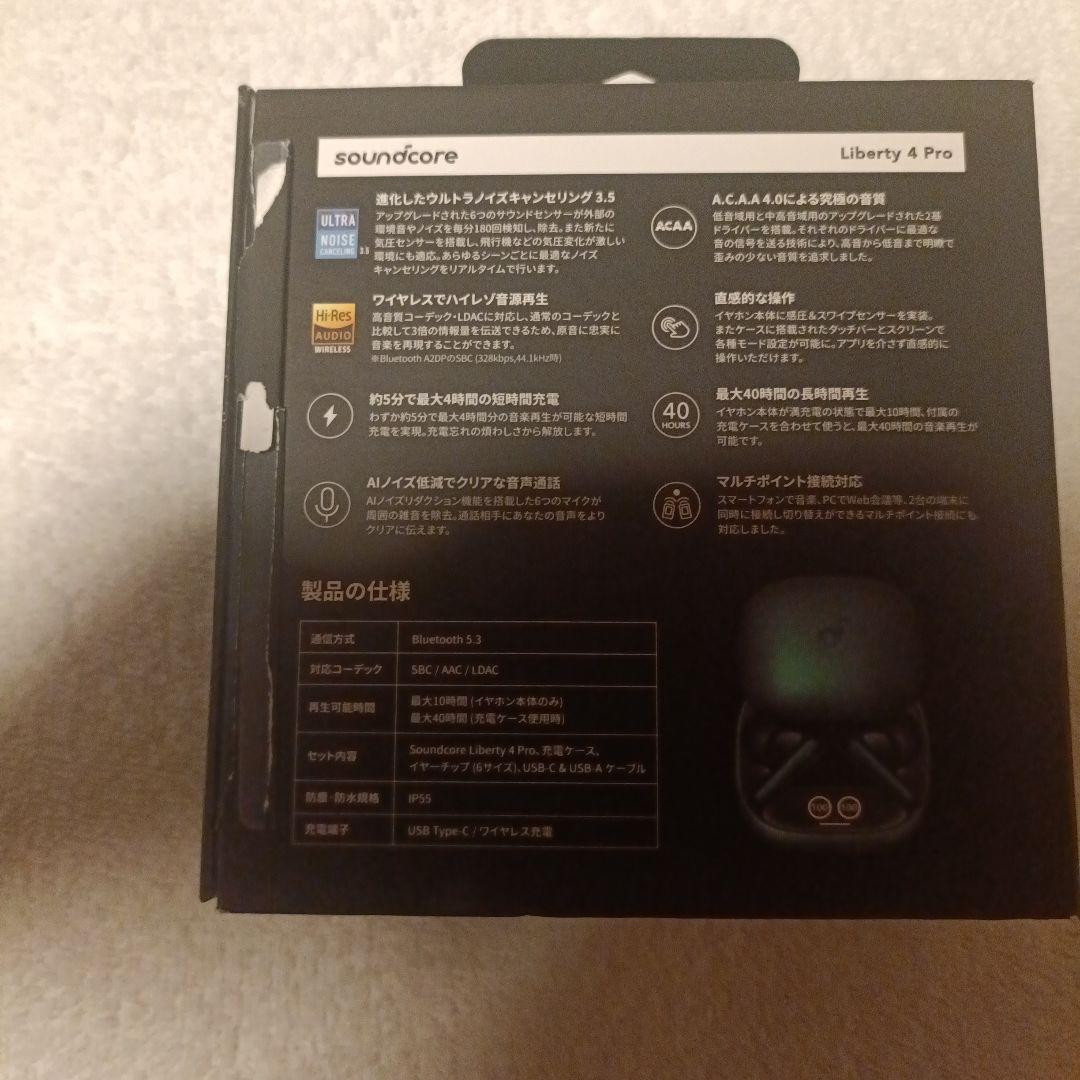 soundcore
Liberty 4 Pro
ULTRA
NOISE
CANCELING
3.5
進化したウルトラノイズキャンセリング 3.5
アップグレードされた6つのサウンドセンサーが外部の
環境音やノイズを毎分180回検知し、除去。また新たに
気圧センサーを搭載し、飛行機などの気圧変化が激しい
環境にも適応。あらゆるシーンごとに最適なノイズ
キャンセリングをリアルタイムで行います。
ACAA
A.C.A.A 4.0による究極の音質
低音域用と中高音域用のアップグレードされた2基
ドライバーを搭載。それぞれのドライバーに最適な
音の信号を送る技術により、高音から低音まで明瞭で
歪みの少ない音質を追求しました。
Hi-Res
AUDIO
WIRELESS
ワイヤレスでハイレゾ音源再生
高音質コーデック・LDACに対応し、通常のコーデックと
比較して3倍の情報量を伝送できるため、原音に忠実に
音楽を再現することができます。
※Bluetooth A2DPのSBC (328kbps,44.1kHz時)
直感的な操作
イヤホン本体に感圧&スワイプセンサーを実装。
またケースに搭載されたタッチバーとスクリーンで
各種モード設定が可能に。アプリを介さず直感的に
操作いただけます。
約5分で最大4時間の短時間充電
わずか約5分で最大4時間分の音楽再生が可能な短時間
充電を実現。充電忘れの煩わしさから解放します。
40
HOURS
最大40時間の長時間再生
イヤホン本体が満充電の状態で最大10時間、付属の
充電ケースを合わせて使うと、最大40時間の音楽再生が
可能です。
AIノイズ低減でクリアな音声通話
AIノイズリダクション機能を搭載した6つのマイクが
周囲の雑音を除去。通話相手にあなたの音声をより
クリアに伝えます。
マルチポイント接続対応
スマートフォンで音楽、PCでWeb会議等、2台の端末に
同時に接続し切り替えができるマルチポイント接続にも
対応しました。
製品の仕様
通信方式
Bluetooth 5.3
対応コーデック
SBC / AAC / LDAC
再生可能時間
最大10時間 (イヤホン本体のみ)
最大40時間 (充電ケース使用時)
セット内容
Soundcore Liberty 4 Pro、充電ケース、
イヤーチップ (6サイズ)、USB-C & USB-A ケーブル
防塵・防水規格
IP55
充電端子
USB Type-C / ワイヤレス充電
100
100